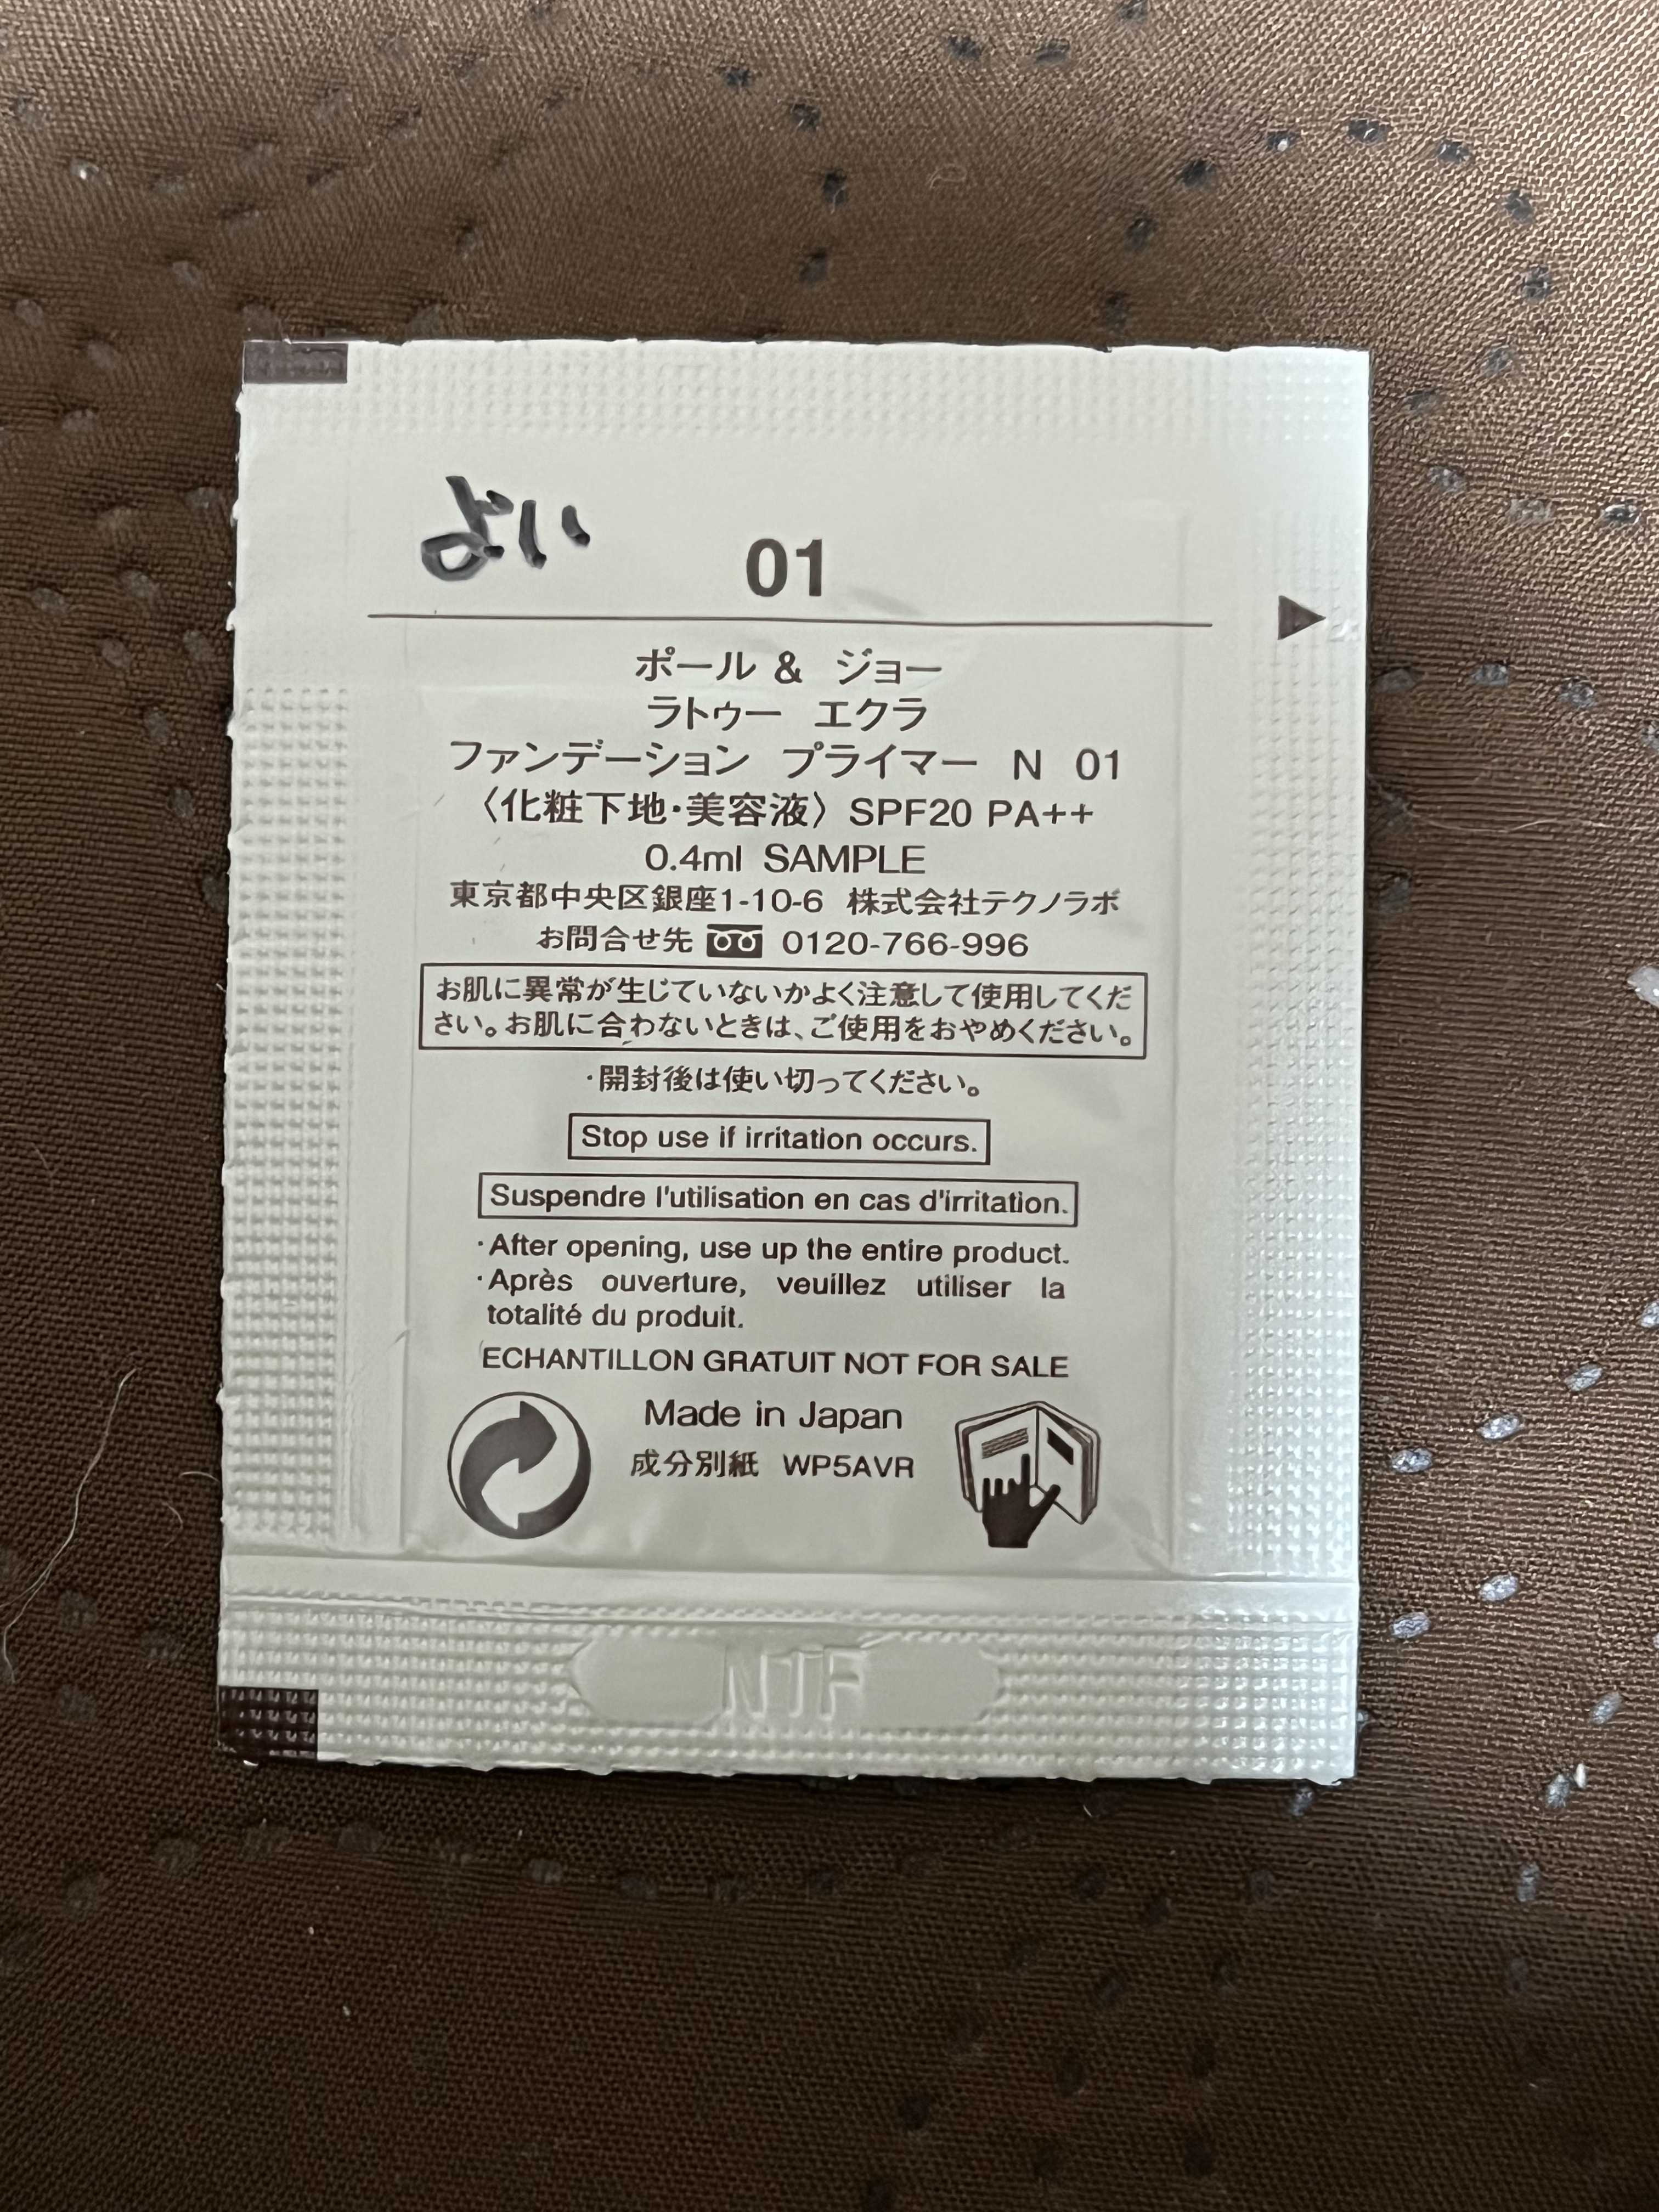 よい
01
ポール & ジョー
ラトゥー エクラ
ファンデーション プライマー N 01
〈化粧下地・美容液〉SPF20 PA++
0.4ml SAMPLE
東京都中央区銀座1-10-6 株式会社テクノラボ
お問合せ先 0120-766-996
お肌に異常が生じていないかよく注意して使用してくだ
さい。お肌に合わないときは、ご使用をおやめください。
・開封後は使い切ってください。
Stop use if irritation occurs.
Suspendre l'utilisation en cas d'irritation.
・After opening, use up the entire product.
・Après ouverture, veuillez utiliser la
totalité du produit.
ECHANTILLON GRATUIT NOT FOR SALE
Made in Japan
成分別紙 WP5AVR
NTF